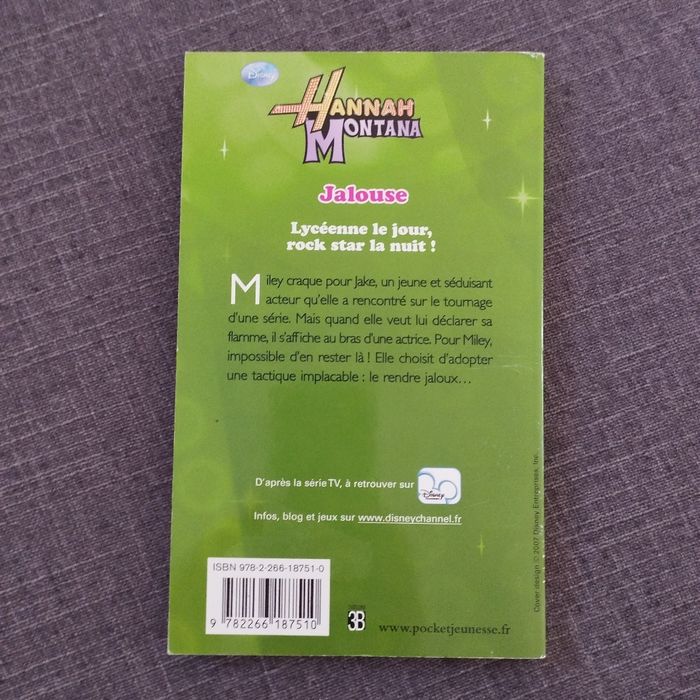 Disney
HANNAH
MONTANA
Jalouse
Lycéenne le jour,
rock star la nuit !
Miley craque pour Jake, un jeune et séduisant
acteur qu'elle a rencontré sur le tournage
d'une série. Mais quand elle veut lui déclarer sa
flamme, il s'affiche au bras d'une actrice. Pour Miley,
impossible d'en rester là ! Elle choisit d'adopter
une tactique implacable : le rendre jaloux...
D'après la série TV, à retrouver sur
Disney
Infos, blog et jeux sur www.disneychannel.fr
Cover design © 2007 Disney Enterprises, Inc.
ISBN 978-2-266-18751-0
9 782266 187510
3B
www.pocketjeunesse.fr